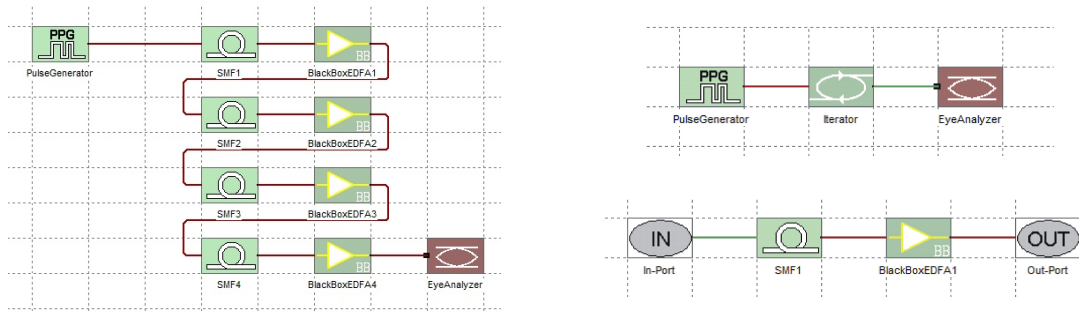 PPG
PulseGenerator
SMF1
BB
BlackBoxEDFA1
SMF2
BB
BlackBoxEDFA2
SMF3
BB
BlackBoxEDFA3
SMF4
BB
BlackBoxEDFA4
EyeAnalyzer
PPG
PulseGenerator
Iterator
EyeAnalyzer
IN
In-Port
SMF1
BB
BlackBoxEDFA1
OUT
Out-Port